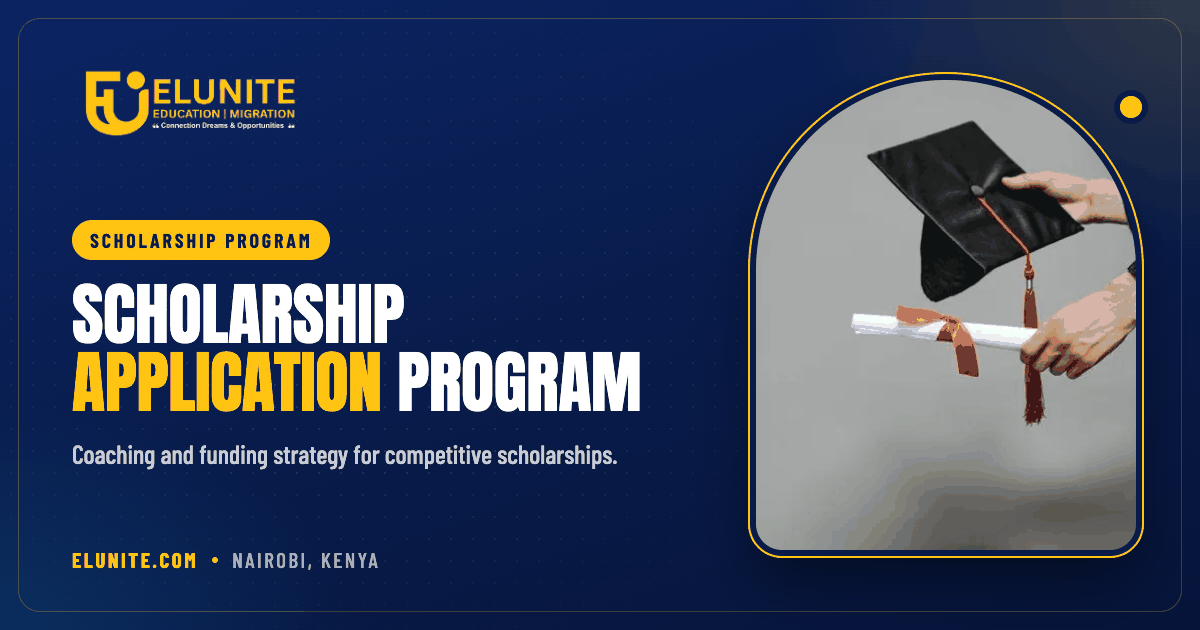 ELUNITE
EDUCATION | MIGRATION
❝ Connection Dreams & Opportunities ❞
SCHOLARSHIP PROGRAM
SCHOLARSHIP
APPLICATION PROGRAM
Coaching and funding strategy for competitive scholarships.
ELUNITE.COM • NAIROBI, KENYA